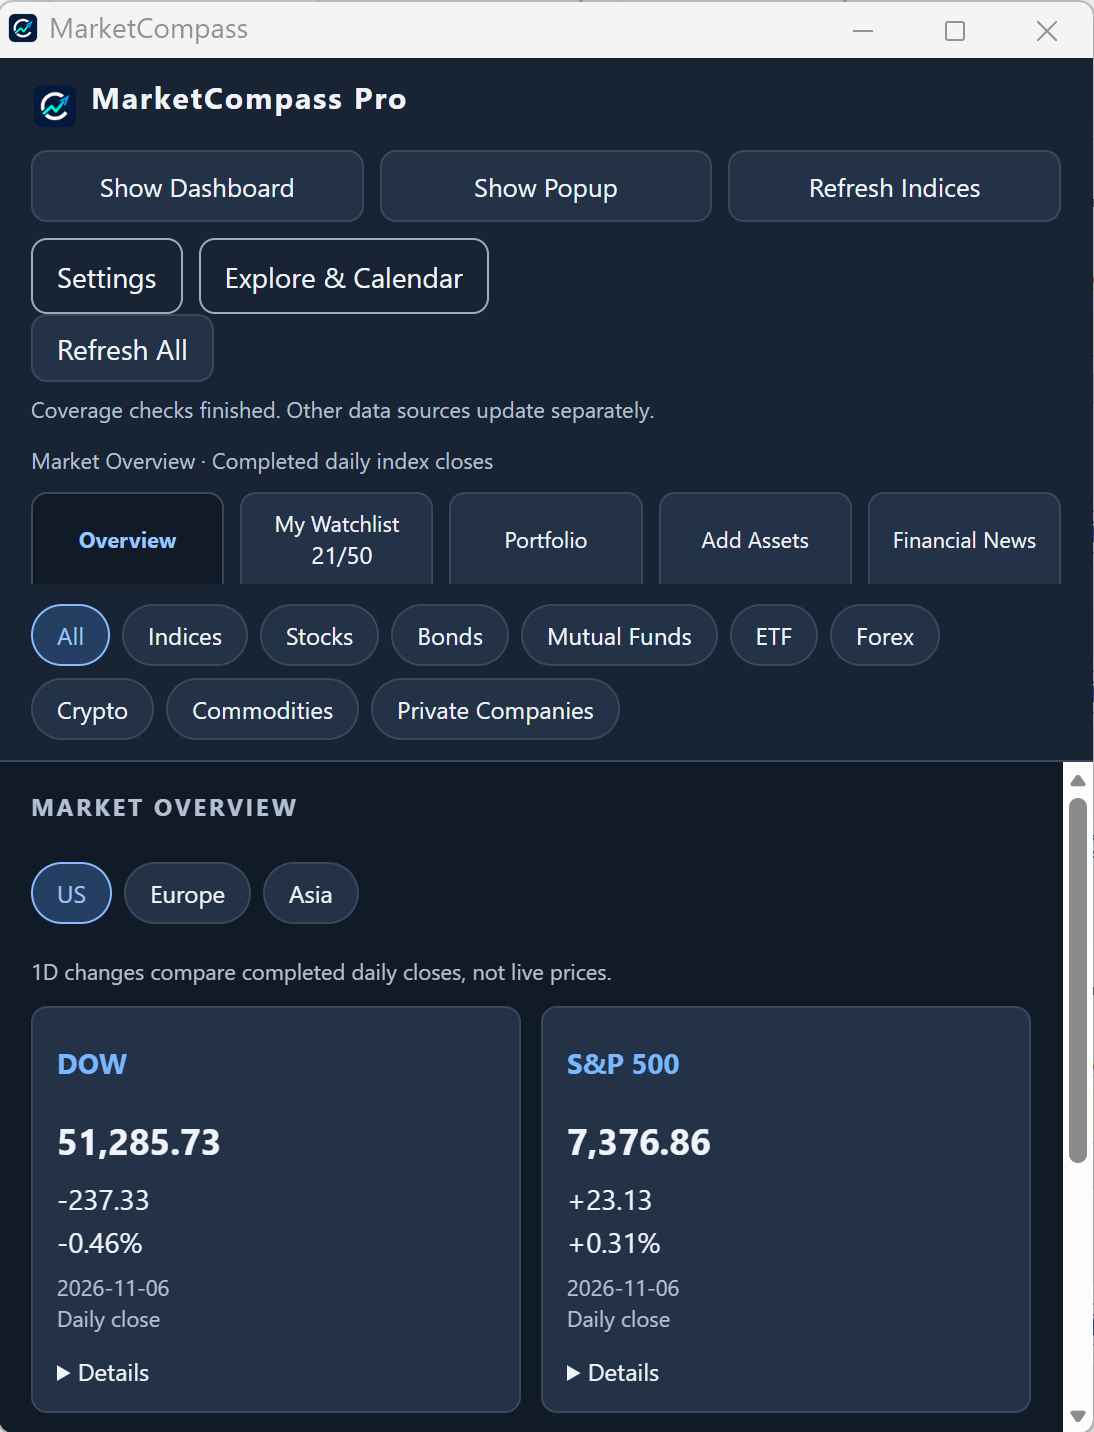 MarketCompass
MarketCompass Pro
Show Dashboard
Show Popup
Refresh Indices
Settings
Explore & Calendar
Refresh All
Coverage checks finished. Other data sources update separately.
Market Overview · Completed daily index closes
Overview
My Watchlist
21/50
Portfolio
Add Assets
Financial News
All
Indices
Stocks
Bonds
Mutual Funds
ETF
Forex
Crypto
Commodities
Private Companies
MARKET OVERVIEW
US
Europe
Asia
1D changes compare completed daily closes, not live prices.
DOW
51,285.73
-237.33
-0.46%
2026-11-06
Daily close
Details
S&P 500
7,376.86
+23.13
+0.31%
2026-11-06
Daily close
Details